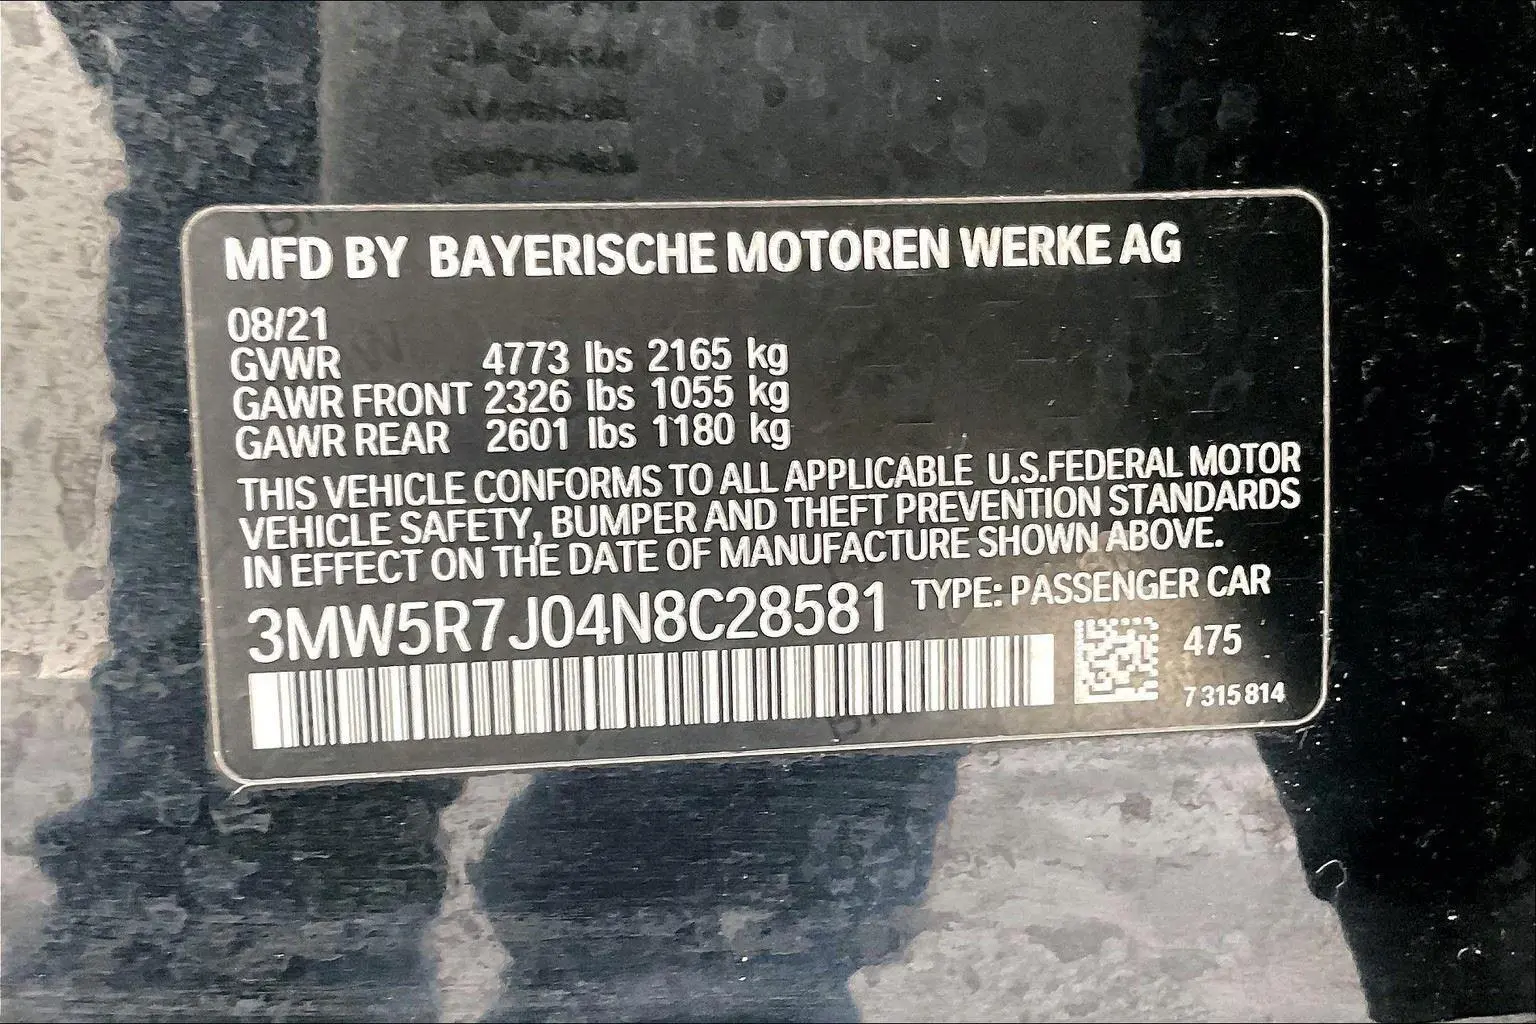 MFD BY BAYERISCHE MOTOREN WERKE AG
08/21
GVWR 4773 lbs 2165 kg
GAWR FRONT 2326 lbs 1055 kg
GAWR REAR 2601 lbs 1180 kg
THIS VEHICLE CONFORMS TO ALL APPLICABLE U.S.FEDERAL MOTOR
VEHICLE SAFETY, BUMPER AND THEFT PREVENTION STANDARDS
IN EFFECT ON THE DATE OF MANUFACTURE SHOWN ABOVE.
3MW5R7J04N8C28581 TYPE: PASSENGER CAR
475
7 315 814